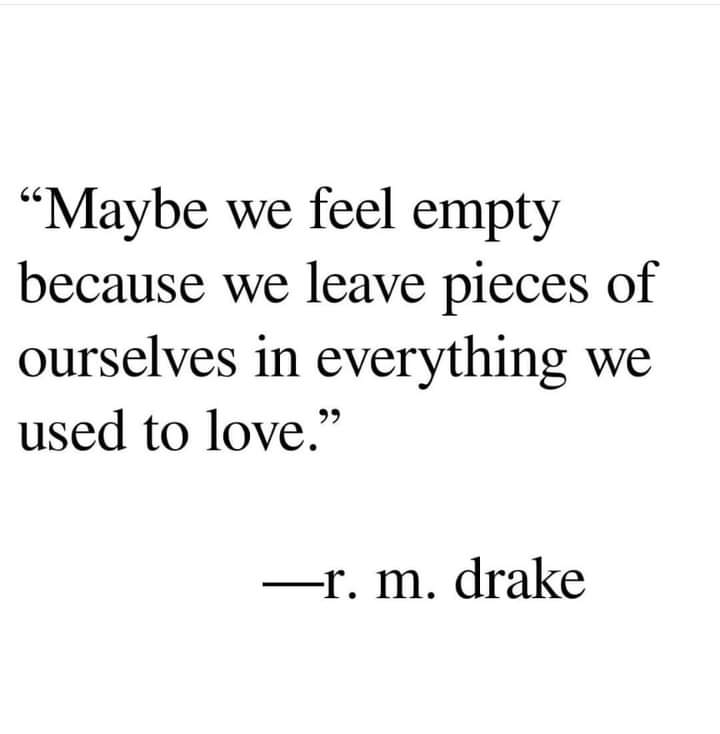 “Maybe we feel empty
because we leave pieces of
ourselves in everything we
used to love.”
—r. m. drake